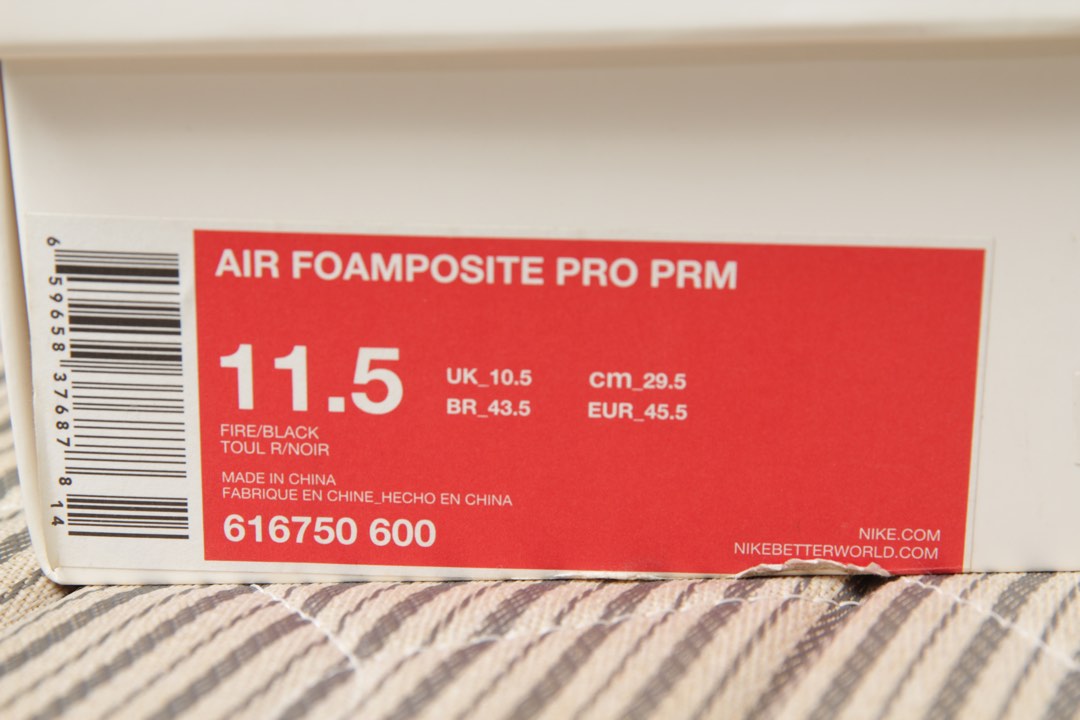 AIR FOAMPOSITE PRO PRM
11.5
UK_10.5 cm_29.5
BR_43.5 EUR_45.5
FIRE/BLACK
TOUL R/NOIR
MADE IN CHINA
FABRIQUE EN CHINE_HECHO EN CHINA
616750 600
NIKE.COM
NIKEBETTERWORLD.COM
6 59658 37687 8 14